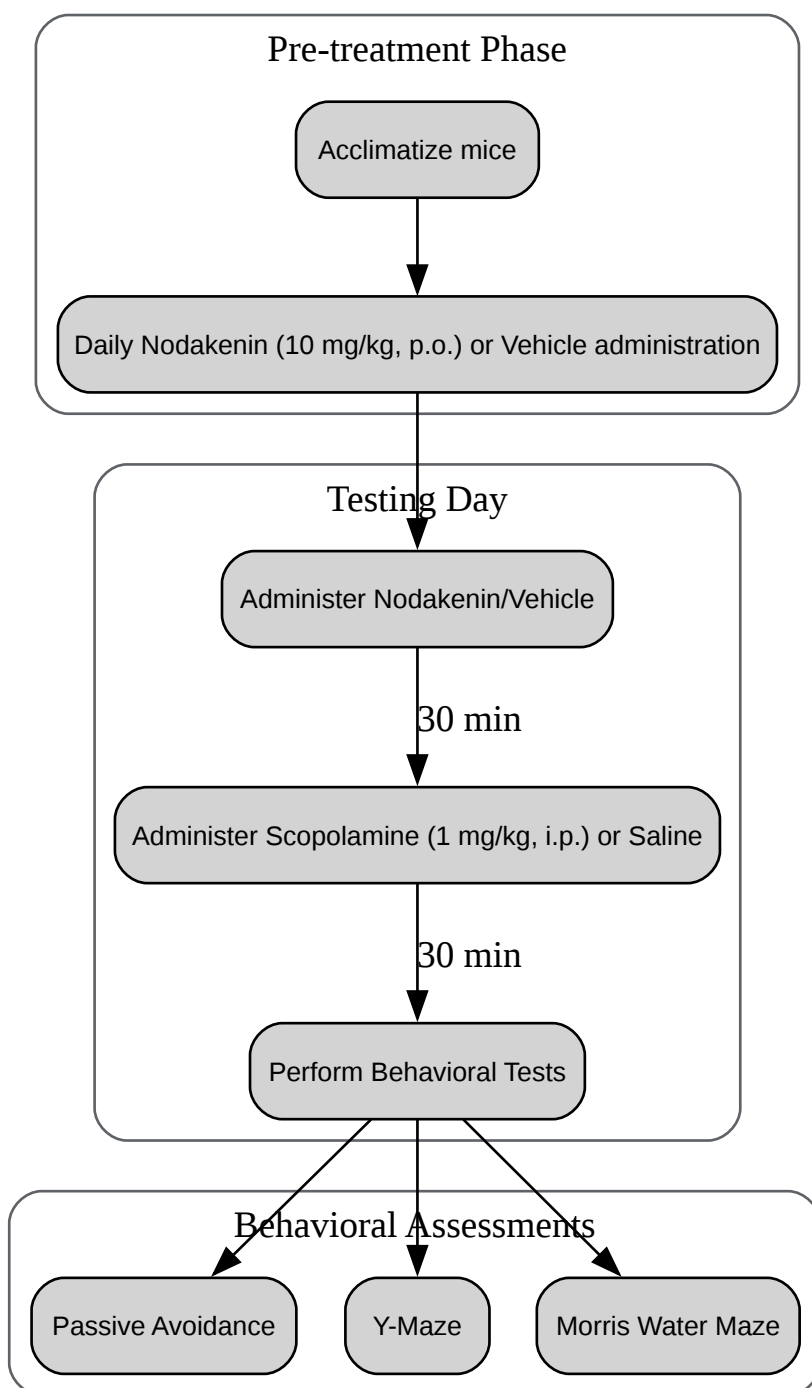 Pre-treatment Phase
Acclimatize mice
Daily Nodakenin (10 mg/kg, p.o.) or Vehicle administration
Testing Day
Administer Nodakenin/Vehicle
30 min
Administer Scopolamine (1 mg/kg, i.p.) or Saline
30 min
Perform Behavioral Tests
Behavioral Assessments
Passive Avoidance
Y-Maze
Morris Water Maze